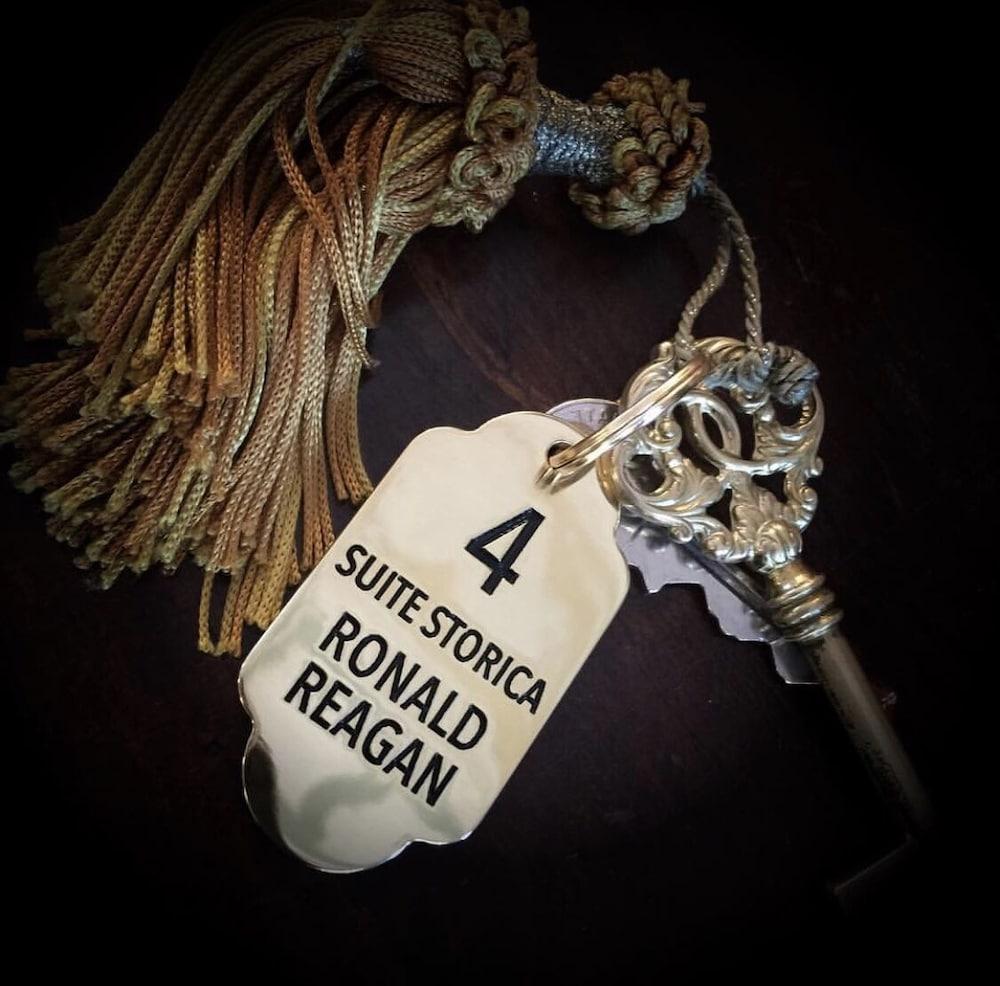 4
SUITE STORICA
RONALD
REAGAN